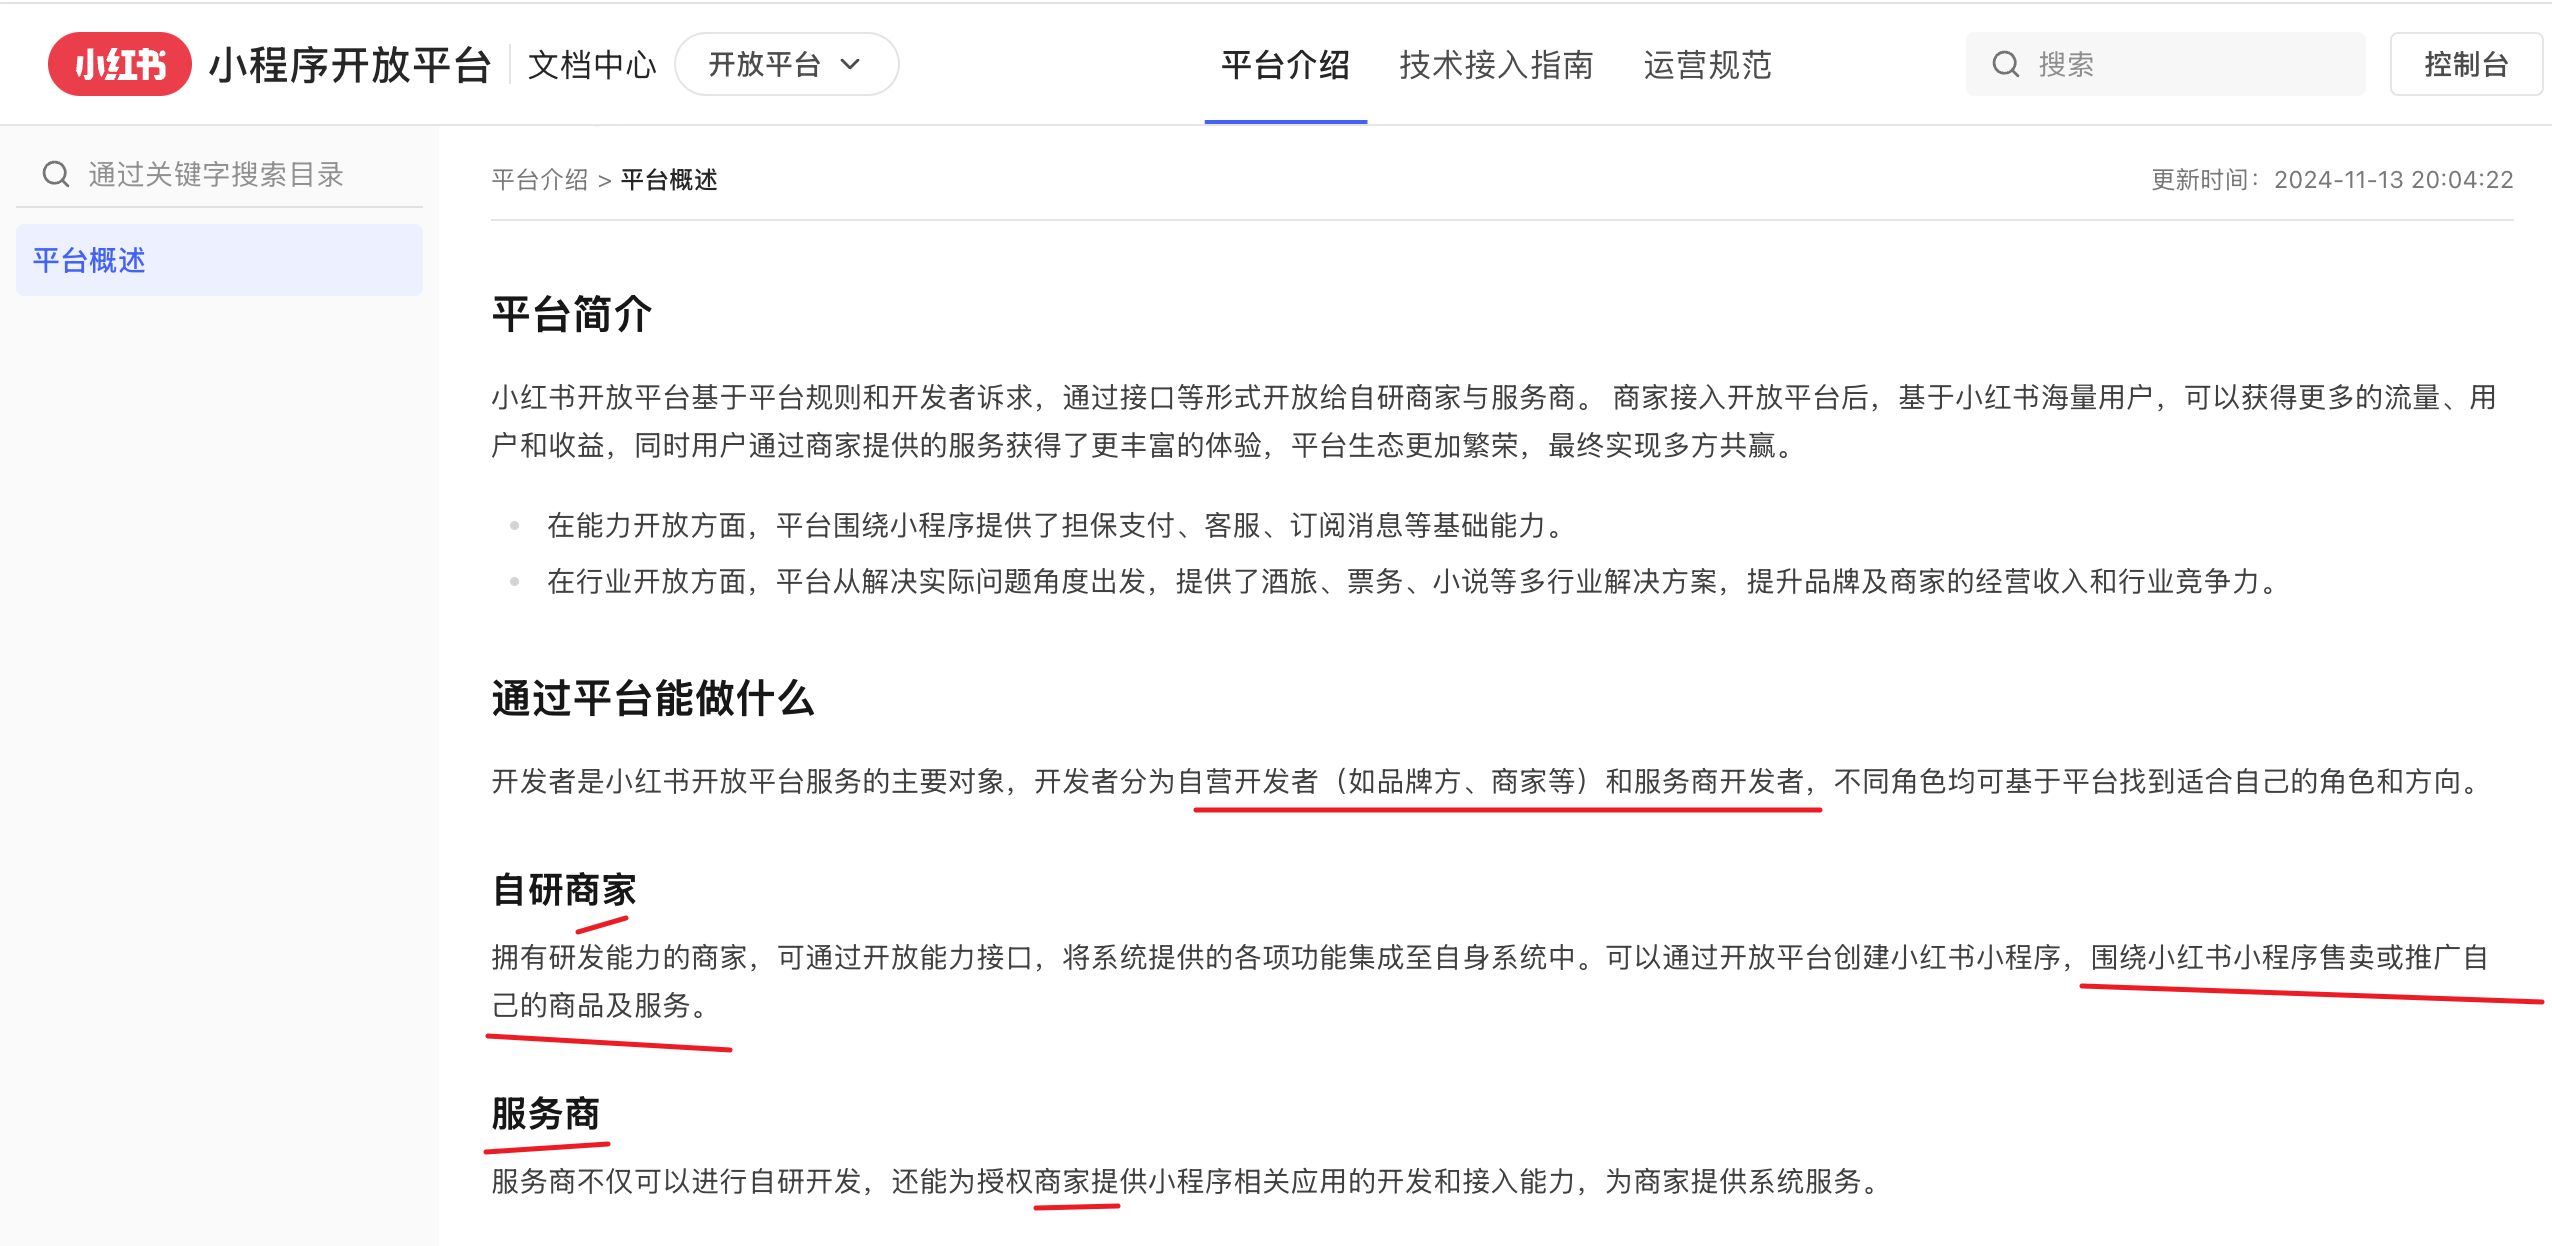 小红书 小程序开放平台 文档中心 开放平台 平台介绍 技术接入指南 运营规范 搜索 控制台
通过关键字搜索目录
平台概述
平台介绍 > 平台概述 更新时间：2024-11-13 20:04:22
平台简介
小红书开放平台基于平台规则和开发者诉求，通过接口等形式开放给自研商家与服务商。 商家接入开放平台后，基于小红书海量用户，可以获得更多的流量、用
户和收益，同时用户通过商家提供的服务获得了更丰富的体验，平台生态更加繁荣，最终实现多方共赢。
在能力开放方面，平台围绕小程序提供了担保支付、客服、订阅消息等基础能力。
在行业开放方面，平台从解决实际问题角度出发，提供了酒旅、票务、小说等多行业解决方案，提升品牌及商家的经营收入和行业竞争力。
通过平台能做什么
开发者是小红书开放平台服务的主要对象，开发者分为自营开发者（如品牌方、商家等）和服务商开发者，不同角色均可基于平台找到适合自己的角色和方向。
自研商家
拥有研发能力的商家，可通过开放能力接口，将系统提供的各项功能集成至自身系统中。可以通过开放平台创建小红书小程序，围绕小红书小程序售卖或推广自
己的商品及服务。
服务商
服务商不仅可以进行自研开发，还能为授权商家提供小程序相关应用的开发和接入能力，为商家提供系统服务。